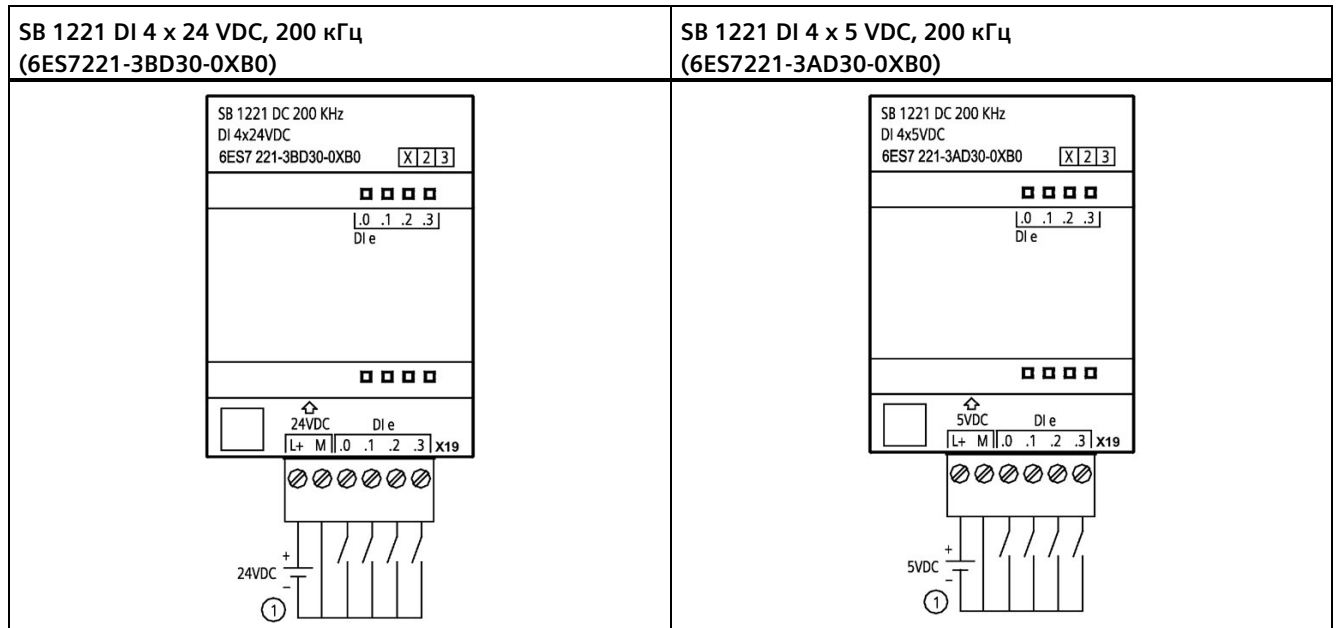 SB 1221 DI 4 x 24 VDC, 200 кГц
(6ES7221-3BD30-0XB0)
SB 1221 DI 4 x 5 VDC, 200 кГц
(6ES7221-3AD30-0XB0)
SB 1221 DC 200 KHz
DI 4x24VDC
6ES7 221-3BD30-0XB0 X 2 3
.0 .1 .2 .3
DI e
24VDC DI e
L+ M .0 .1 .2 .3 X19
+
24VDC
−
1
SB 1221 DC 200 KHz
DI 4x5VDC
6ES7 221-3AD30-0XB0 X 2 3
.0 .1 .2 .3
DI e
5VDC DI e
L+ M .0 .1 .2 .3 X19
+
5VDC
−
1